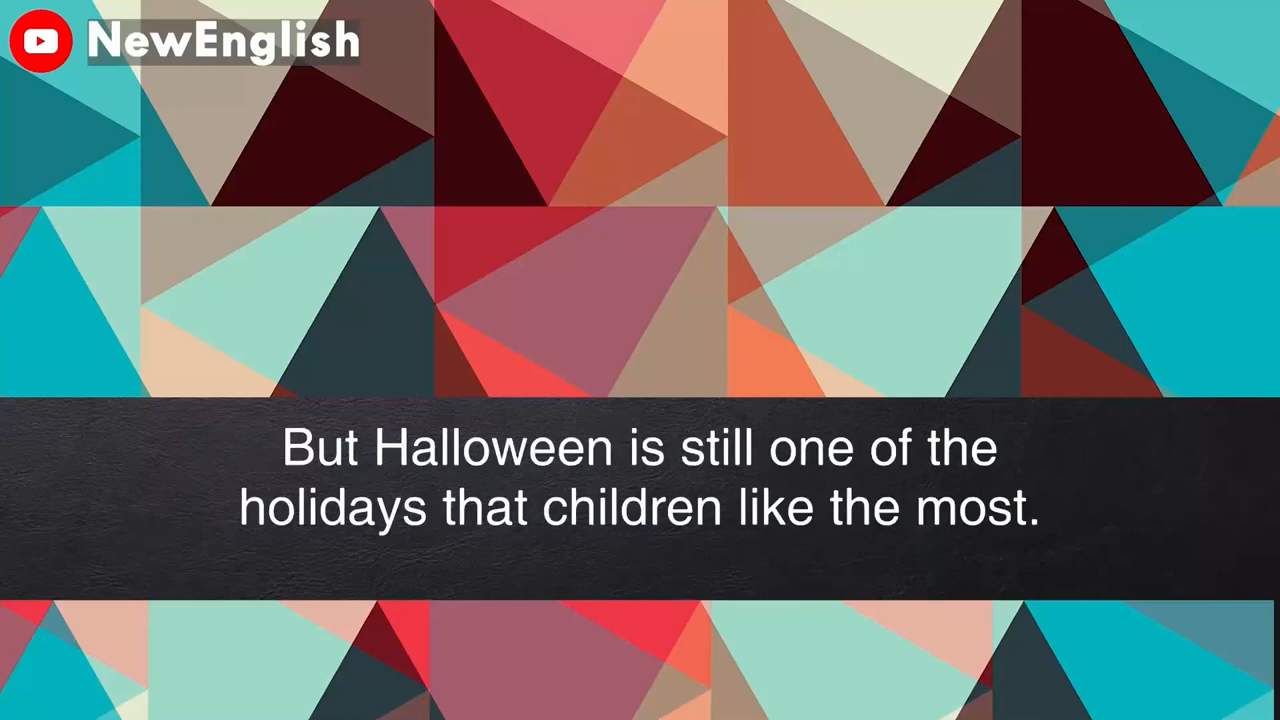 NewEnglish
But Halloween is still one of the
holidays that children like the most.